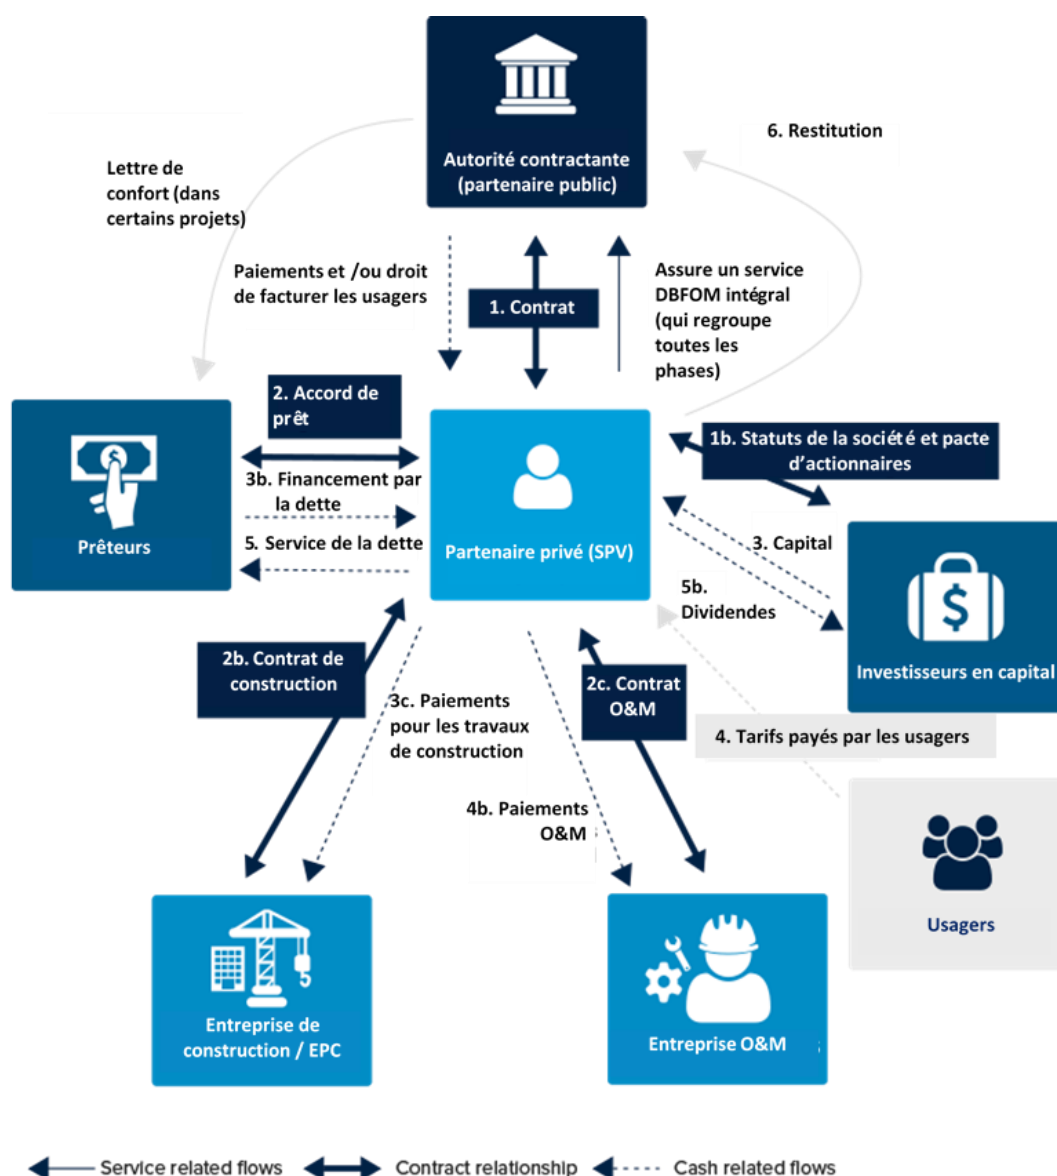 Autorité contractante
(partenaire public)
6. Restitution
Lettre de
confort (dans
certains projets)
Paiements et /ou droit
de facturer les usagers
1. Contrat
Assure un service
DBFOM intégral
(qui regroupe
toutes les
phases)
2. Accord de
prêt
1b. Statuts de la société et pacte
d'actionnaires
3b. Financement par
la dette
Prêteurs
5. Service de la dette
Partenaire privé (SPV)
3. Capital
5b.
Dividendes
Investisseurs en capital
2b. Contrat de
construction
2c. Contrat
O&M
3c. Paiements
pour les travaux
de construction
4. Tarifs payés par les usagers
4b. Paiements
O&M
Usagers
Entreprise de
construction / EPC
Entreprise O&M
Service related flows
Contract relationship
Cash related flows